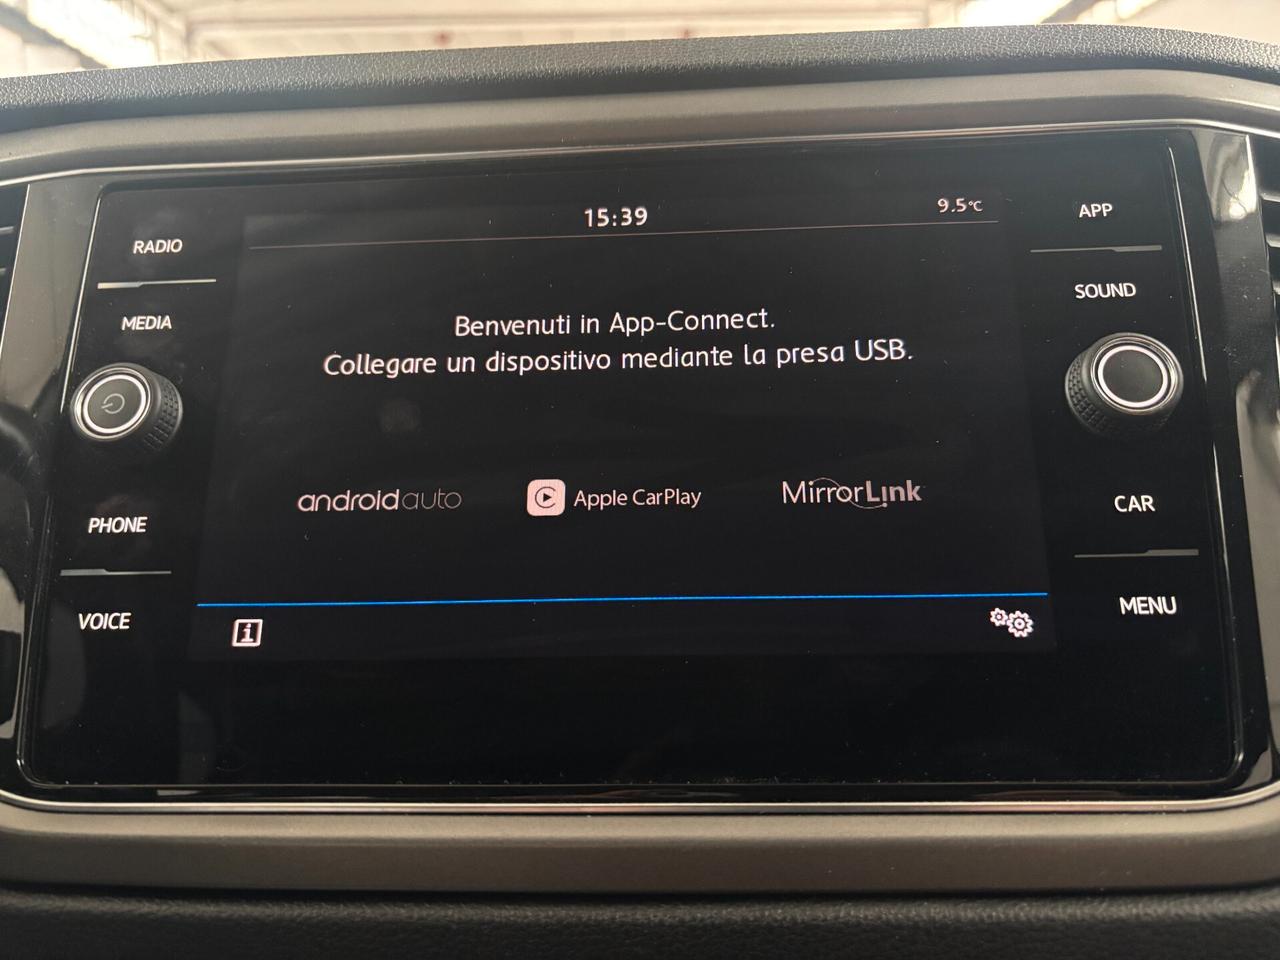 15:39
9.5°C
RADIO
MEDIA
PHONE
VOICE
Benvenuti in App-Connect.
Collegare un dispositivo mediante la presa USB.
androidauto
Apple CarPlay
MirrorLink
i
APP
SOUND
CAR
MENU